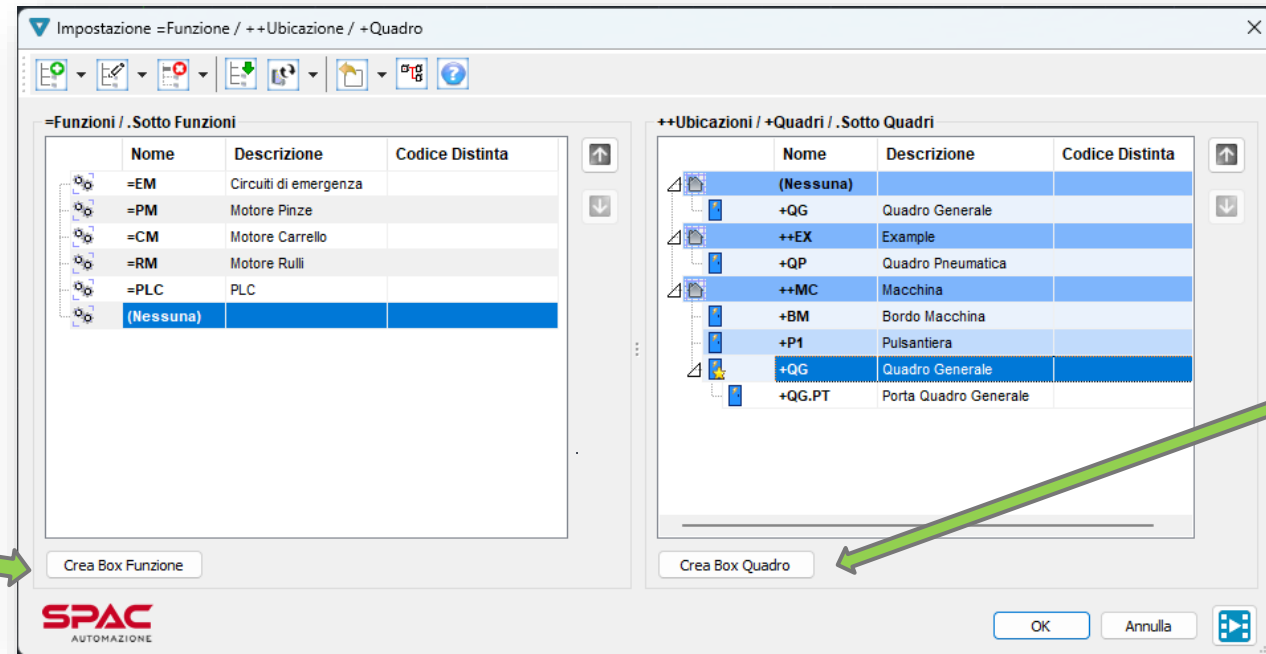 Impostazione =Funzione / ++Ubicazione / +Quadro
=Funzioni / .Sotto Funzioni
Nome Descrizione Codice Distinta
=EM Circuiti di emergenza
=PM Motore Pinze
=CM Motore Carrello
=RM Motore Rulli
=PLC PLC
(Nessuna)
Crea Box Funzione
++Ubicazioni / +Quadri / .Sotto Quadri
Nome Descrizione Codice Distinta
(Nessuna)
+QG Quadro Generale
++EX Example
+QP Quadro Pneumatica
++MC Macchina
+BM Bordo Macchina
+P1 Pulsantiera
+QG Quadro Generale
+QG.PT Porta Quadro Generale
Crea Box Quadro
SPAC
AUTOMAZIONE
OK Annulla